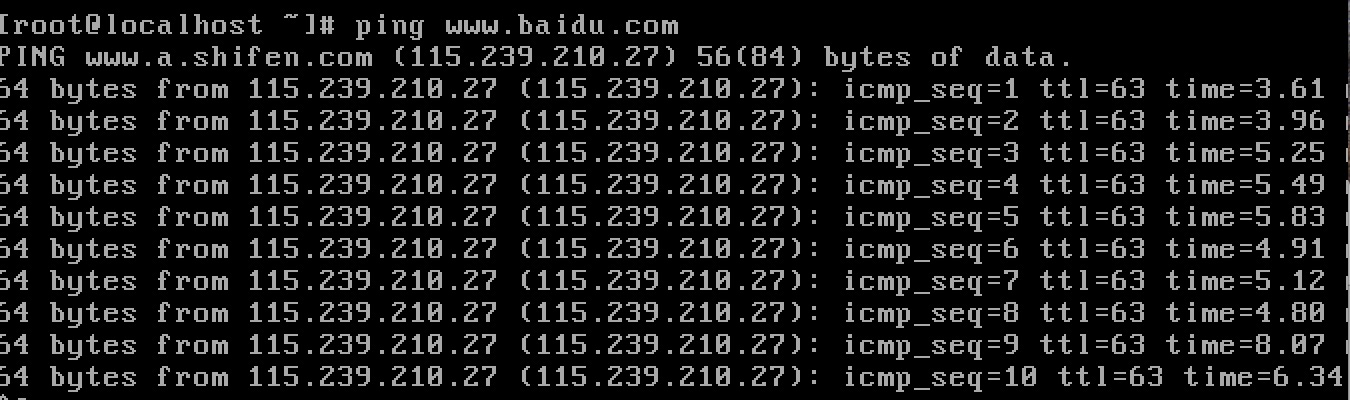 [root@localhost ~]# ping www.baidu.com
PING www.a.shifen.com (115.239.210.27) 56(84) bytes of data.
64 bytes from 115.239.210.27 (115.239.210.27): icmp_seq=1 ttl=63 time=3.61
64 bytes from 115.239.210.27 (115.239.210.27): icmp_seq=2 ttl=63 time=3.96
64 bytes from 115.239.210.27 (115.239.210.27): icmp_seq=3 ttl=63 time=5.25
64 bytes from 115.239.210.27 (115.239.210.27): icmp_seq=4 ttl=63 time=5.49
64 bytes from 115.239.210.27 (115.239.210.27): icmp_seq=5 ttl=63 time=5.83
64 bytes from 115.239.210.27 (115.239.210.27): icmp_seq=6 ttl=63 time=4.91
64 bytes from 115.239.210.27 (115.239.210.27): icmp_seq=7 ttl=63 time=5.12
64 bytes from 115.239.210.27 (115.239.210.27): icmp_seq=8 ttl=63 time=4.80
64 bytes from 115.239.210.27 (115.239.210.27): icmp_seq=9 ttl=63 time=8.07
64 bytes from 115.239.210.27 (115.239.210.27): icmp_seq=10 ttl=63 time=6.34